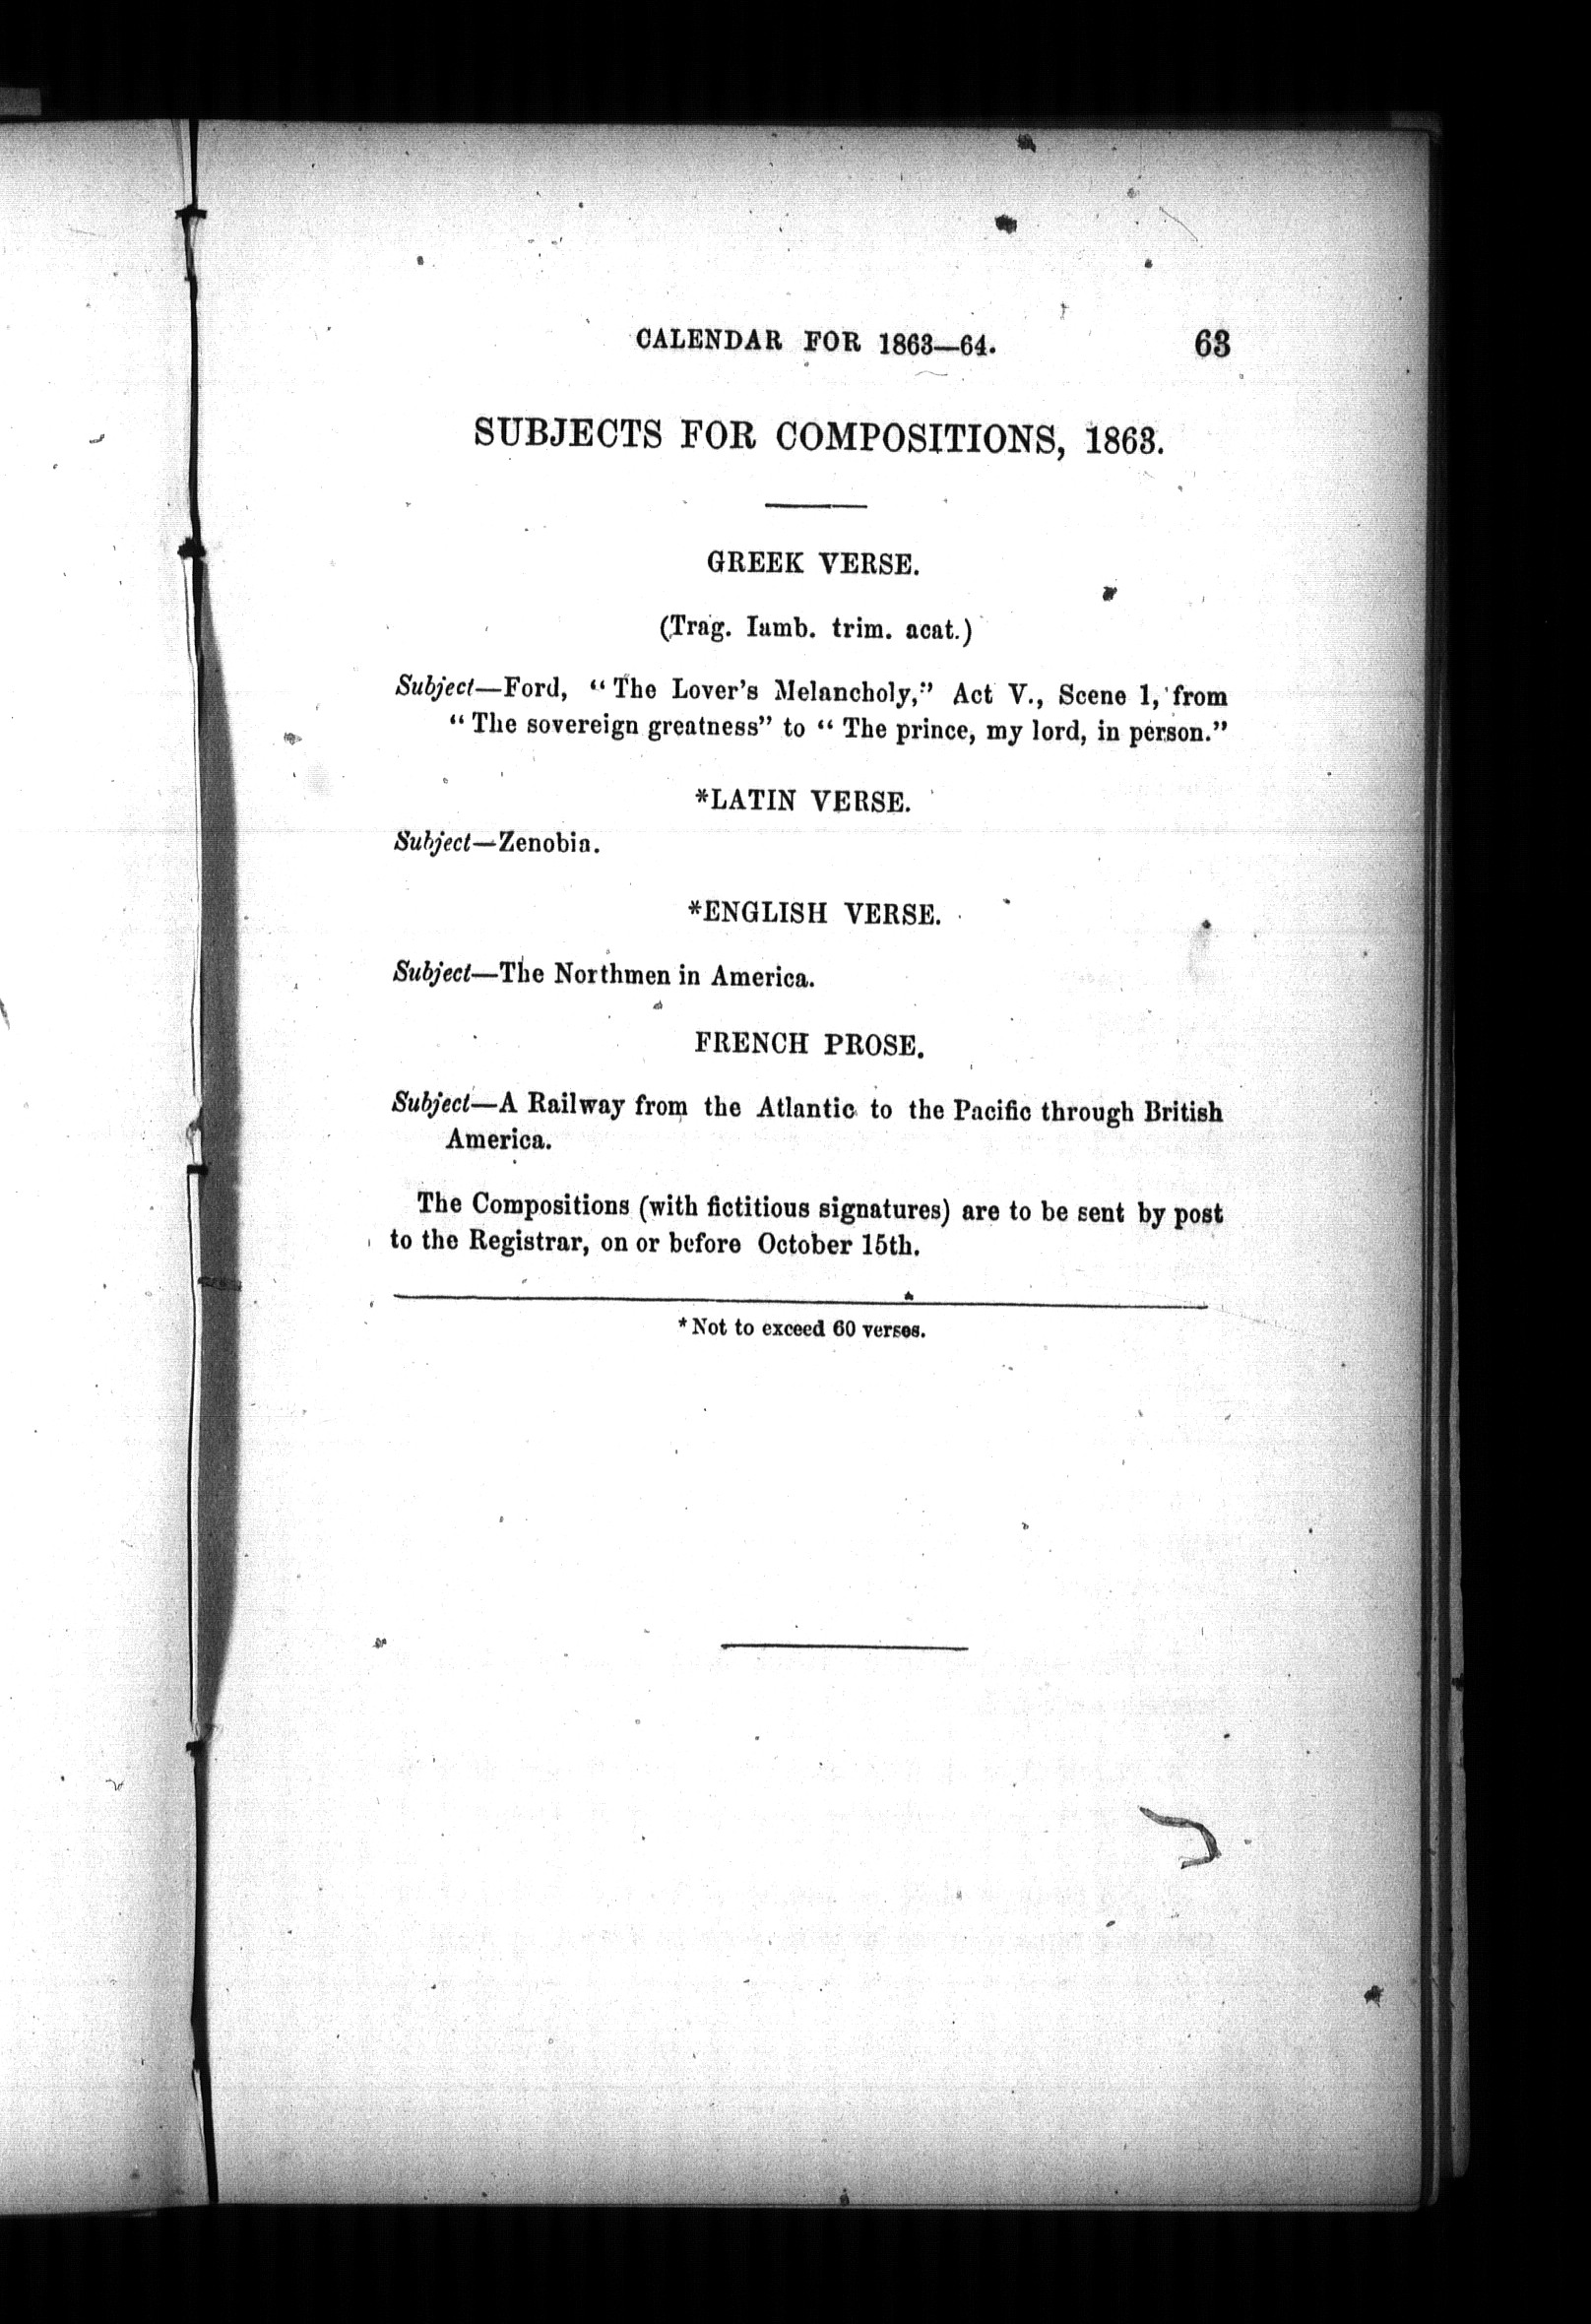 CALENDAR FOR 1863—64. 63
SUBJECTS FOR COMPOSITIONS, 1863.
GREEK VERSE.
(Trag. Iamb. trim. acat.)
Subject—Ford, “The Lover's Melancholy,” Act V., Scene 1, from
“The sovereign greatness” to “The prince, my lord, in person.”
*LATIN VERSE.
Subject—Zenobia.
*ENGLISH VERSE.
Subject—The Northmen in America.
FRENCH PROSE.
Subject—A Railway from the Atlantic to the Pacific through British
America.
The Compositions (with fictitious signatures) are to be sent by post
to the Registrar, on or before October 15th.
*Not to exceed 60 verses.